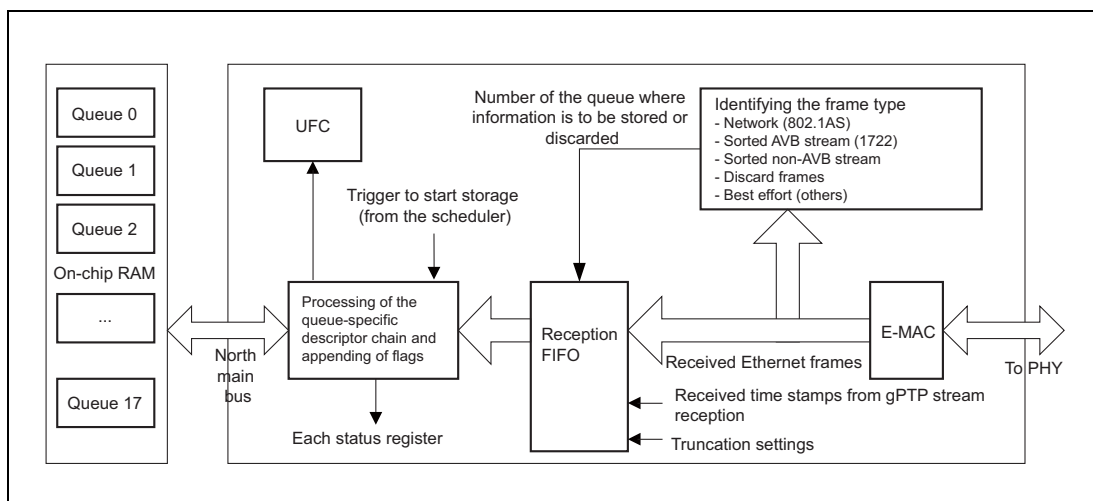 Queue 0
Queue 1
Queue 2
On-chip RAM
...
Queue 17
North
main
bus
UFC
Trigger to start storage
(from the scheduler)
Processing of the
queue-specific
descriptor chain and
appending of flags
Each status register
Number of the queue where
information is to be stored or
discarded
Reception
FIFO
Identifying the frame type
- Network (802.1AS)
- Sorted AVB stream (1722)
- Sorted non-AVB stream
- Discard frames
- Best effort (others)
Received Ethernet frames
E-MAC
To PHY
Received time stamps from gPTP stream
reception
Truncation settings